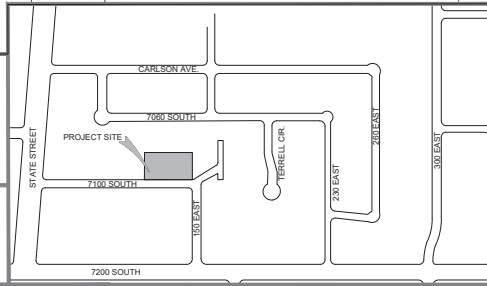 CARLSON AVE.
7060 SOUTH
PROJECT SITE
STATE STREET
TERRELL CIR.
260 EAST
300 EAST
7100 SOUTH
150 EAST
230 EAST
7200 SOUTH